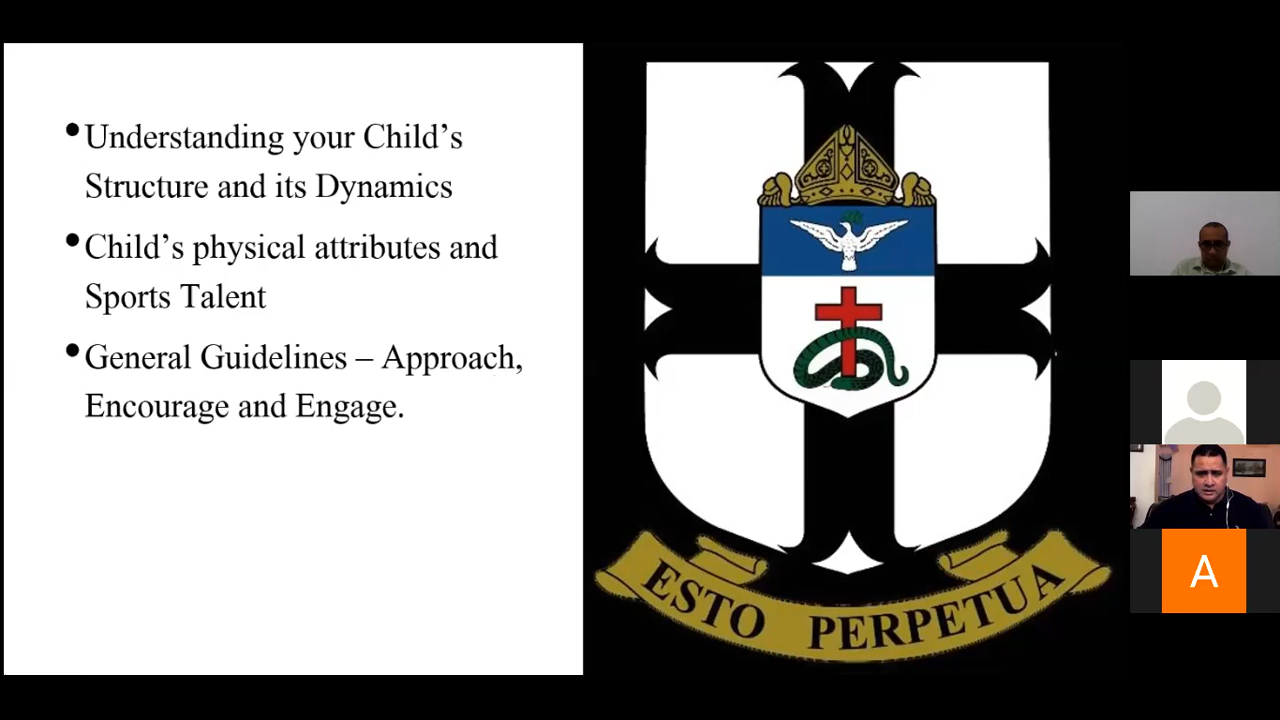 •Understanding your Child’s
Structure and its Dynamics
•Child’s physical attributes and
Sports Talent
•General Guidelines – Approach,
Encourage and Engage.
ESTO PERPETUA
A